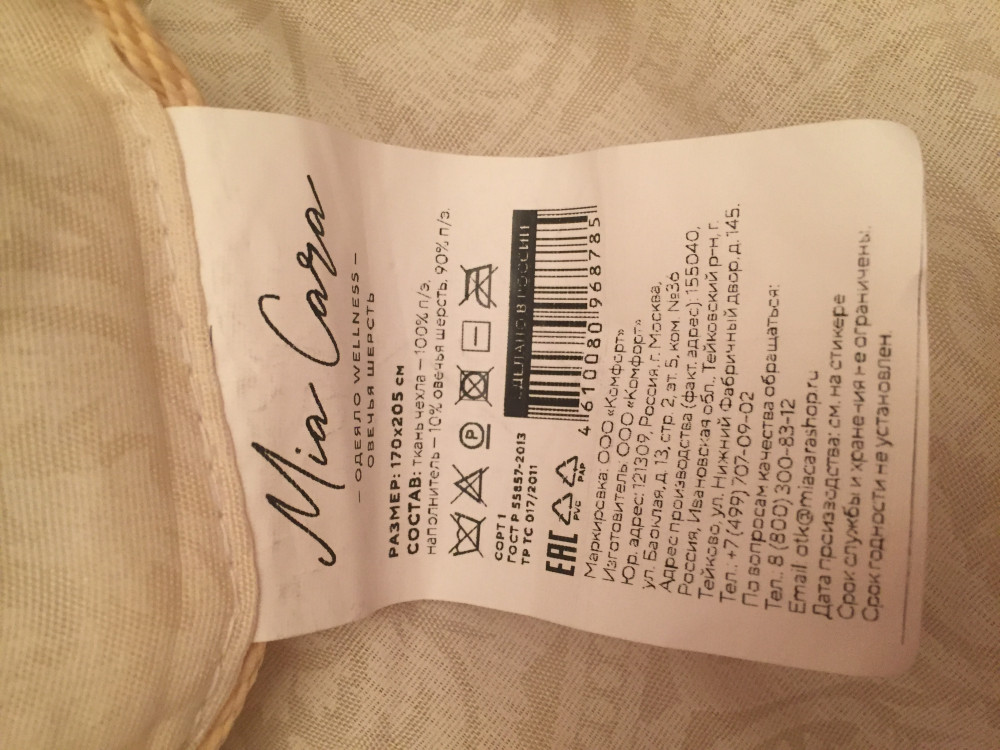 Mia Cara
— ОДЕЯЛО WELLNESS —
ОВЕЧЬЯ ШЕРСТЬ
РАЗМЕР: 170x205 СМ
СОСТАВ: ткань чехла — 100% п/э,
наполнитель — 10% овечья шерсть, 90% п/э.
P
СОРТ 1
ГОСТ Р 55857-2013
ТР ТС 017/2011
СДЕЛАНО В РОССИИ
4 610080 968785
EAC
PVC
PAP
Маркировка: ООО «Комфорт»
Изготовитель: ООО «Комфорт»
Юр. адрес: 121309, Россия, г. Москва,
ул. Баркляя, д. 13, стр. 2, эт. 5, ком. №36
Адрес производства (факт. адрес): 155040,
Россия, Ивановская обл., Тейковский р-н, г.
Тейково, ул. Нижний Фабричный двор, д. 145.
Тел.: +7 (499) 707-09-02
По вопросам качества обращаться:
Тел.: 8 (800) 300-83-12
Email: otk@miacarashop.ru
Дата производства: см. на стикере
Срок службы и хранения не ограничены.
Срок годности не установлен.